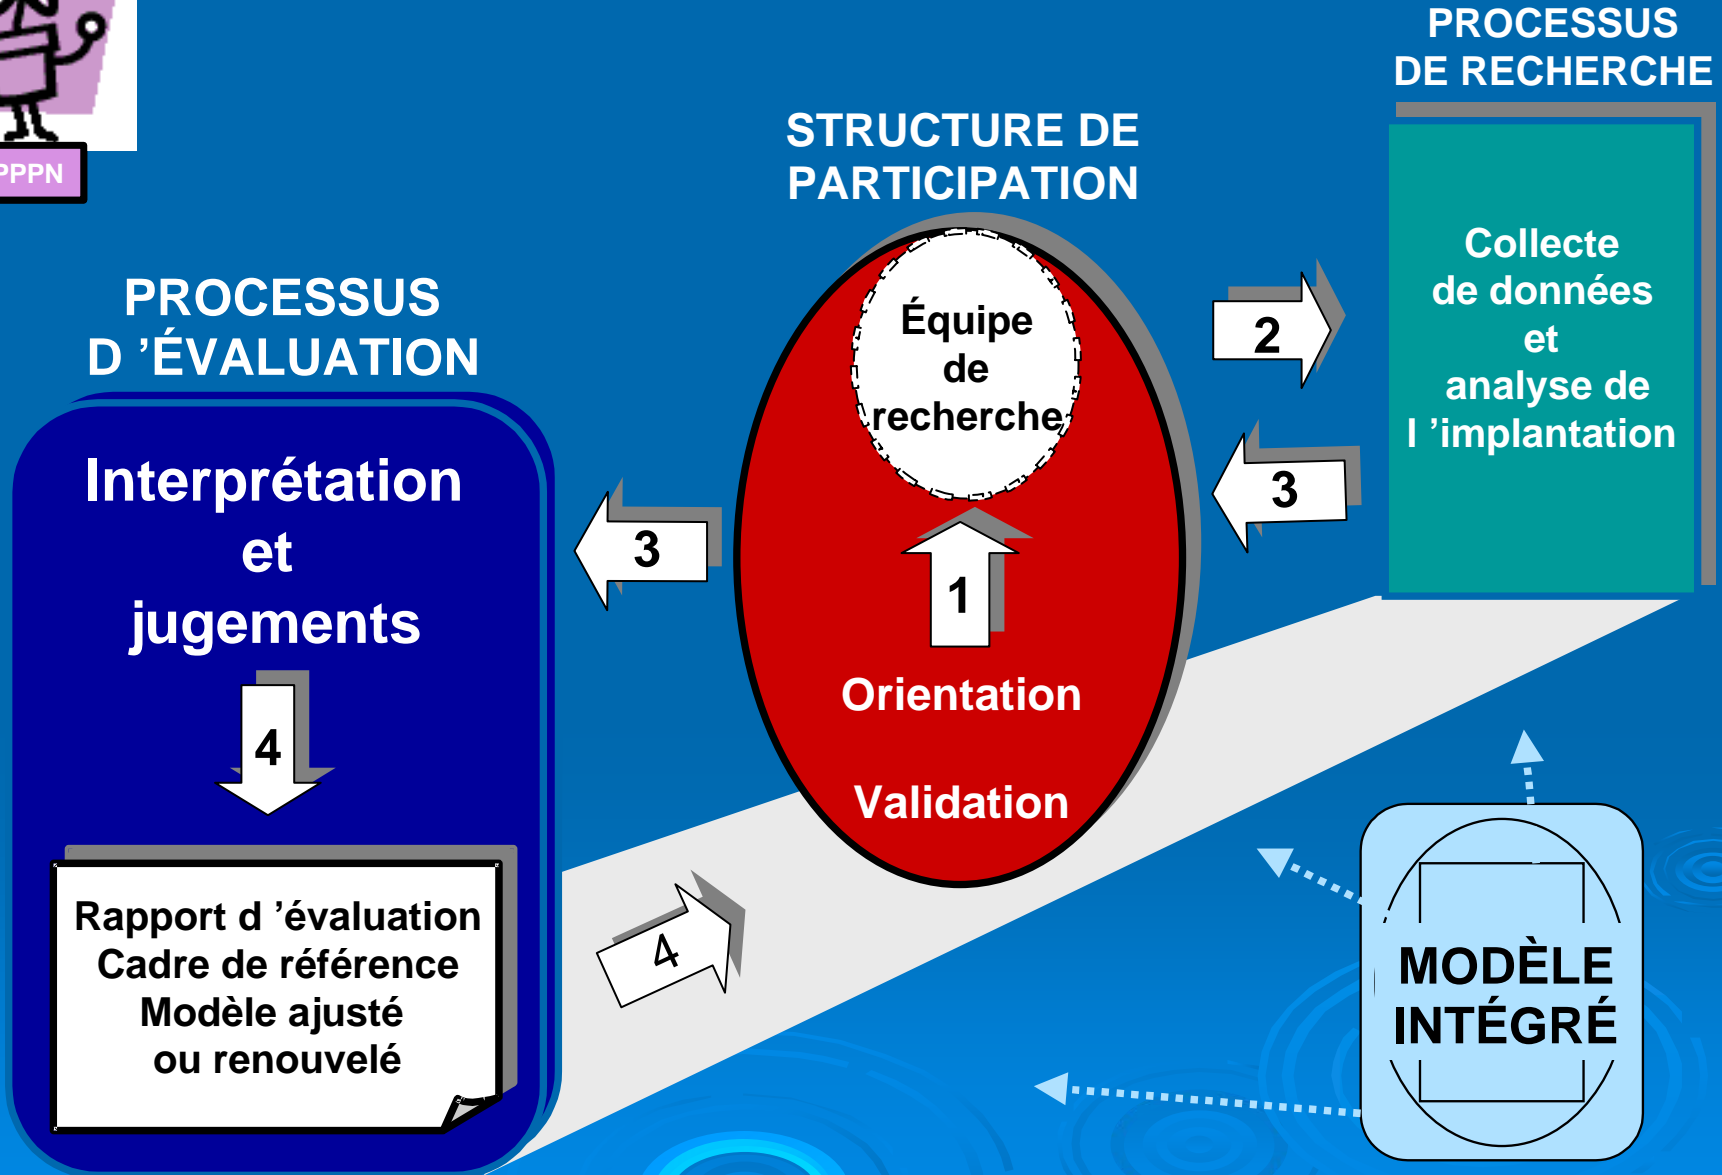 PPPN
PROCESSUS
D ’ÉVALUATION
Interprétation
et
jugements
4
Rapport d ’évaluation
Cadre de référence
Modèle ajusté
ou renouvelé
3
4
STRUCTURE DE
PARTICIPATION
Équipe
de
recherche
1
Orientation
Validation
2
3
PROCESSUS
DE RECHERCHE
Collecte
de données
et
analyse de
l ’implantation
MODÈLE
INTÉGRÉ